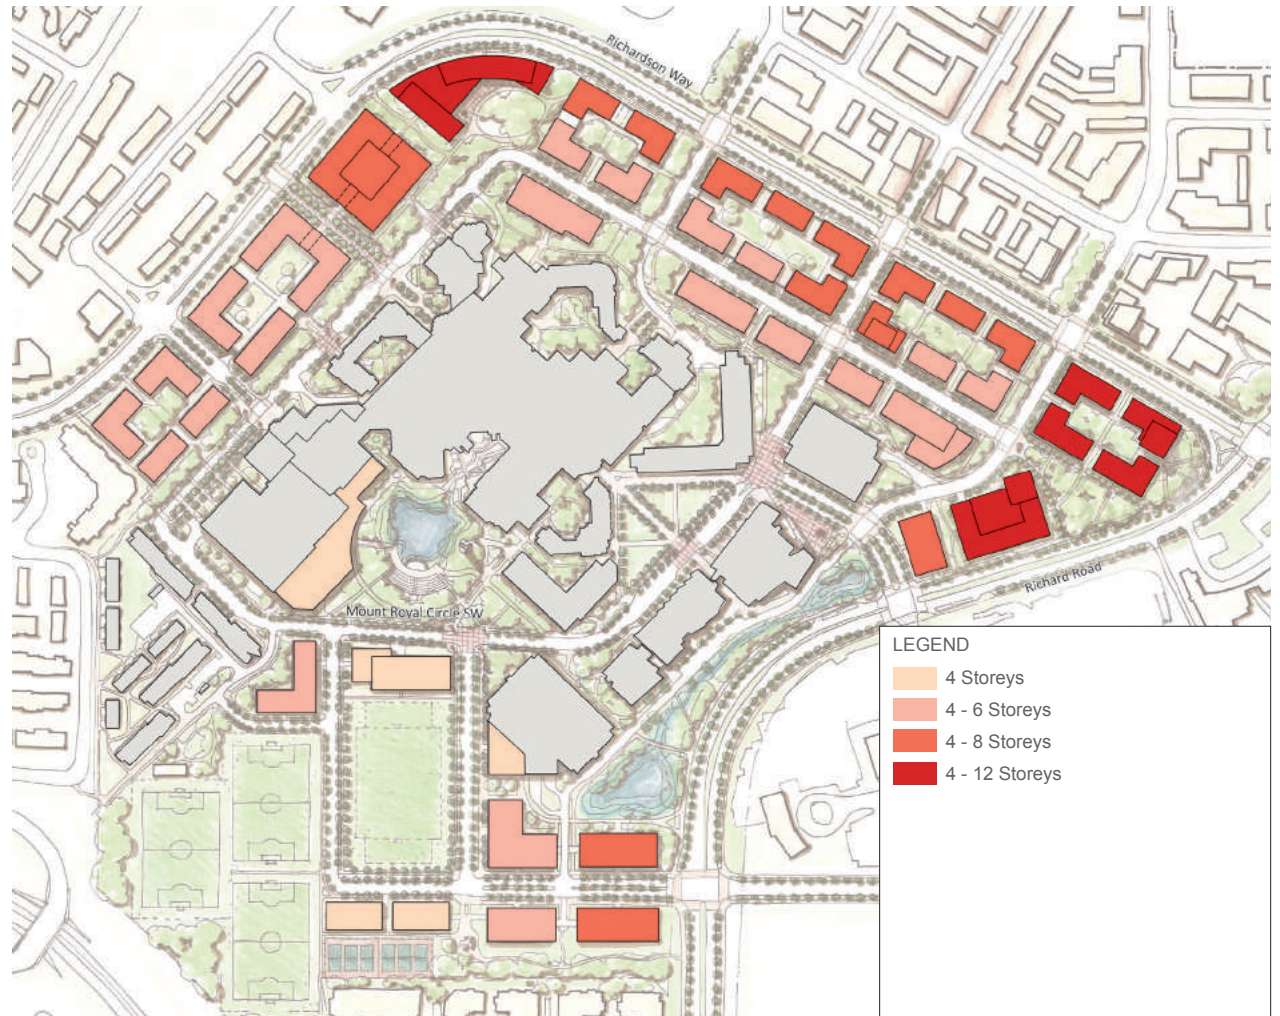 Richardson Way
Mount Royal Circle SW
Richard Road
LEGEND
4 Storeys
4 - 6 Storeys
4 - 8 Storeys
4 - 12 Storeys